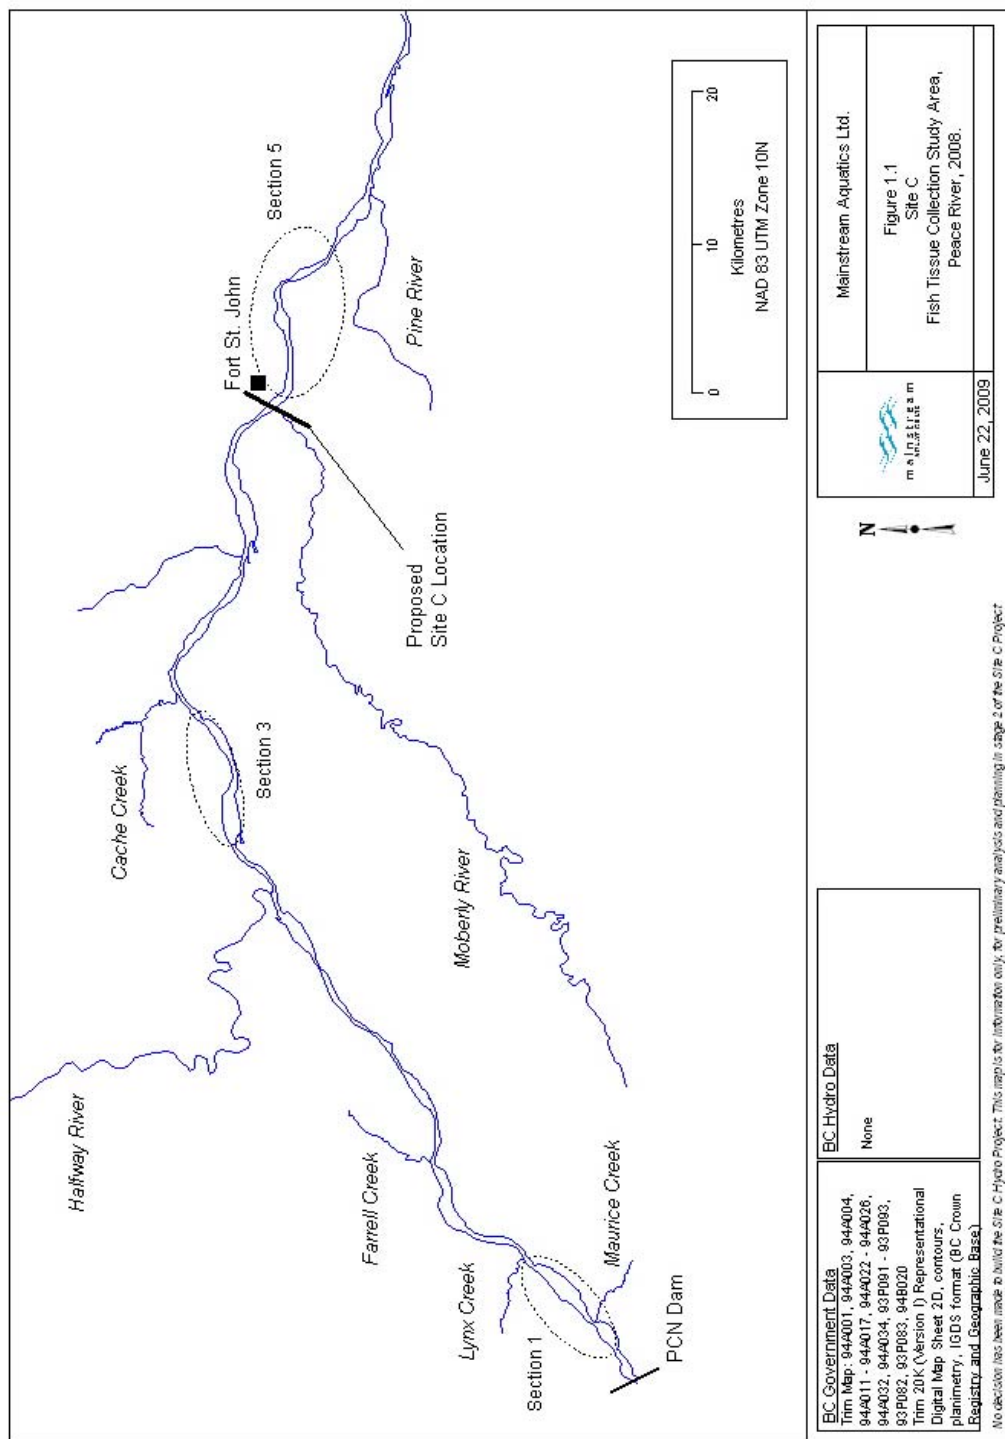 Halfway River
Cache Creek
Fort St. John
Section 5
Section 3
Farrell Creek
Lynx Creek
Section 1
PCN Dam
Maurice Creek
Moberly River
Proposed
Site C Location
Pine River
0
10
20
Kilometres
NAD 83 UTM Zone 10N
BC Government Data
Trim Map: 94A001, 94A003, 94A004,
94A011 - 94A017, 94A022 - 94A026,
94A032, 94A034, 93P091 - 93P093,
93P082, 93P083, 94B020
Trim 20K (Version I) Representational
Digital Map Sheet 2D, contours,
planimetry, IGDS format (BC Crown
Registry and Geographic Base)
BC Hydro Data
None
N
mainstream
June 22, 2009
Mainstream Aquatics Ltd.
Figure 1.1
Site C
Fish Tissue Collection Study Area,
Peace River, 2008.
No decision has been made to build the Site C Hydro Project. This map is for information only, for preliminary analysis and planning in stage 2 of the Site C Project